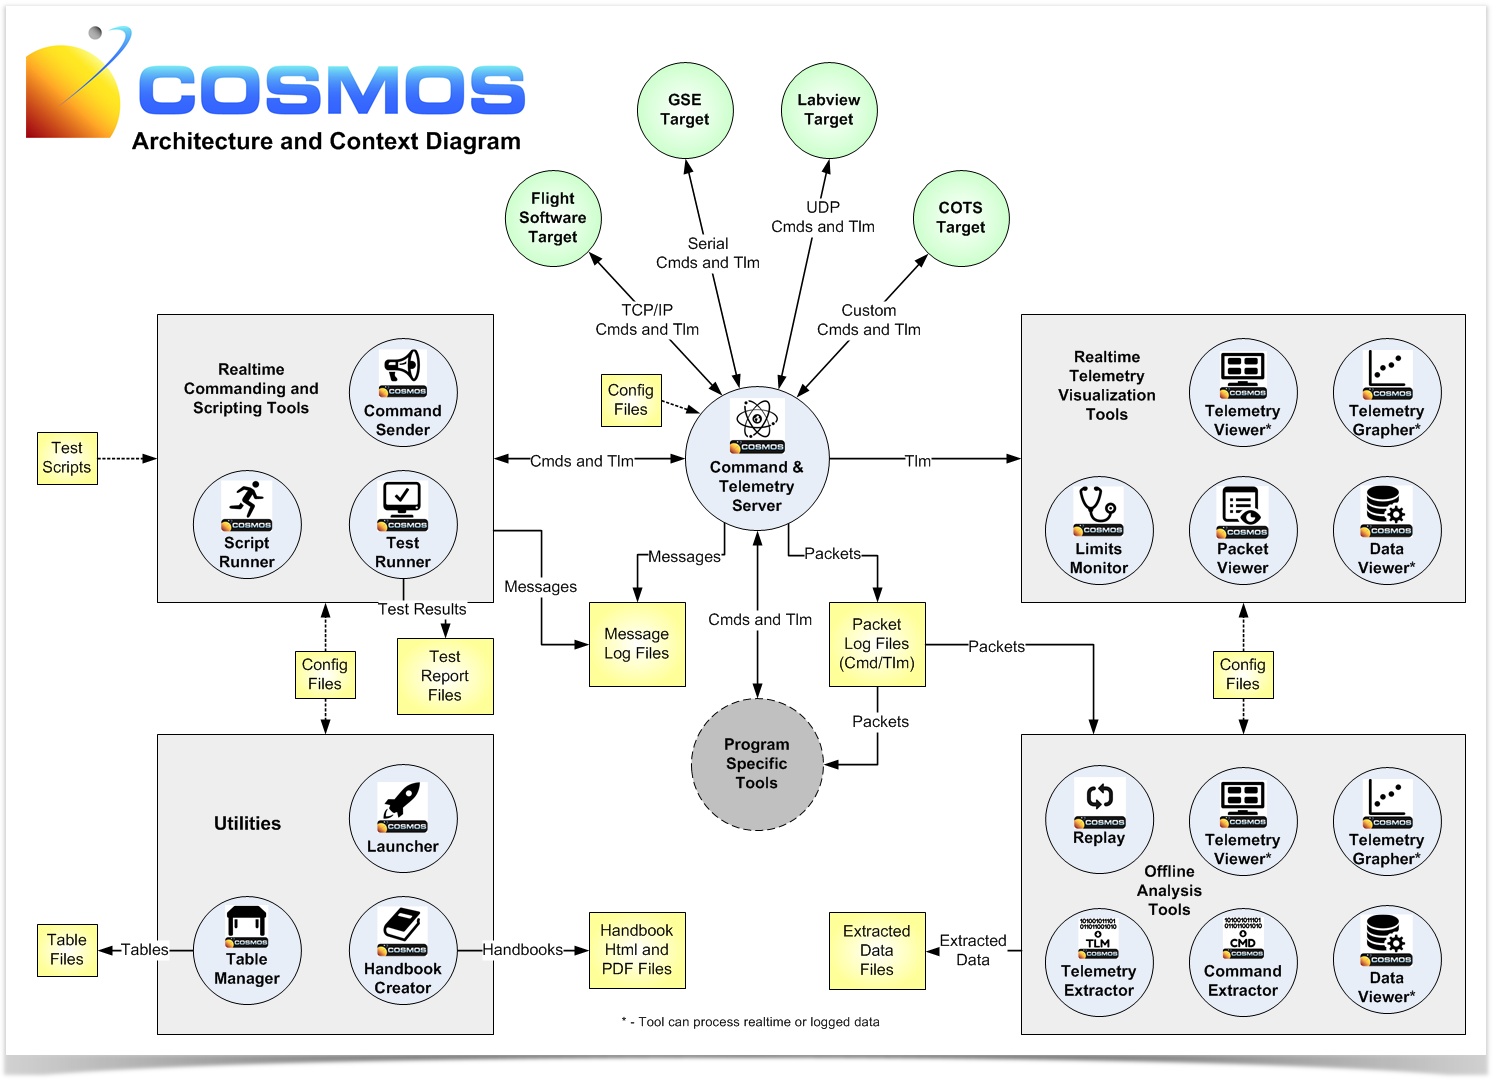 COSMOS
Architecture and Context Diagram
GSE
Target
Labview
Target
Flight
Software
Target
COTS
Target
Serial
Cmds and Tlm
UDP
Cmds and Tlm
TCP/IP
Cmds and Tlm
Custom
Cmds and Tlm
Config
Files
Realtime
Commanding and
Scripting Tools
COSMOS
Command
Sender
COSMOS
Script
Runner
COSMOS
Test
Runner
Test
Scripts
Cmds and Tlm
COSMOS
Command &
Telemetry
Server
Tlm
Realtime
Telemetry
Visualization
Tools
COSMOS
Telemetry
Viewer*
COSMOS
Telemetry
Grapher*
COSMOS
Limits
Monitor
COSMOS
Packet
Viewer
COSMOS
Data
Viewer*
Messages
Messages
Packets
Test Results
Test
Report
Files
Message
Log Files
Cmds and Tlm
Packet
Log Files
(Cmd/Tlm)
Packets
Packets
Config
Files
Config
Files
Program
Specific
Tools
Utilities
COSMOS
Launcher
COSMOS
Table
Manager
COSMOS
Handbook
Creator
Tables
Table
Files
Handbooks
Handbook
Html and
PDF Files
COSMOS
Replay
COSMOS
Telemetry
Viewer*
COSMOS
Telemetry
Grapher*
Offline
Analysis
Tools
101001011101
011011001010
TLM
COSMOS
Telemetry
Extractor
101001011101
011011001010
CMD
COSMOS
Command
Extractor
COSMOS
Data
Viewer*
Extracted
Data
Extracted
Data
Files
* - Tool can process realtime or logged data